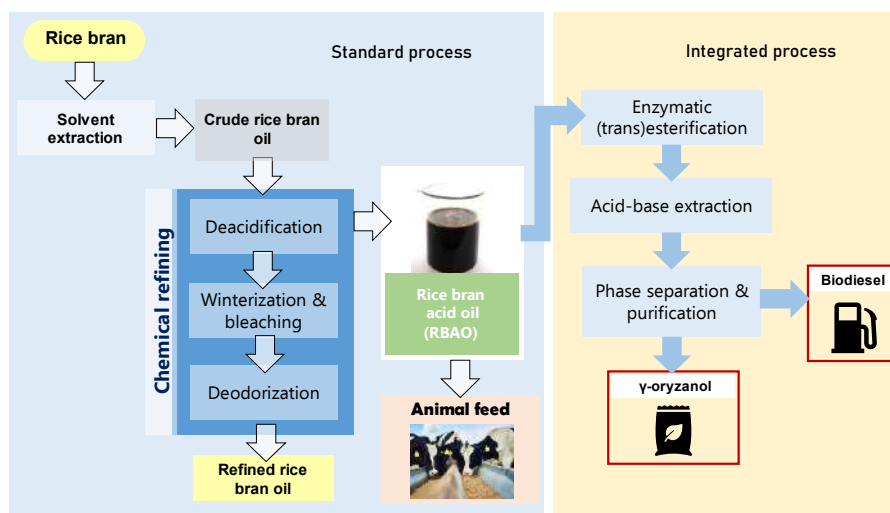 Rice bran
Standard process
Integrated process
Solvent
extraction
Crude rice bran
oil
Enzymatic
(trans)esterification
Chemical refining
Deacidification
Acid-base extraction
Winterization &
bleaching
Rice bran
acid oil
(RBAO)
Phase separation &
purification
Biodiesel
Deodorization
γ-oryzanol
Animal feed
Refined rice
bran oil